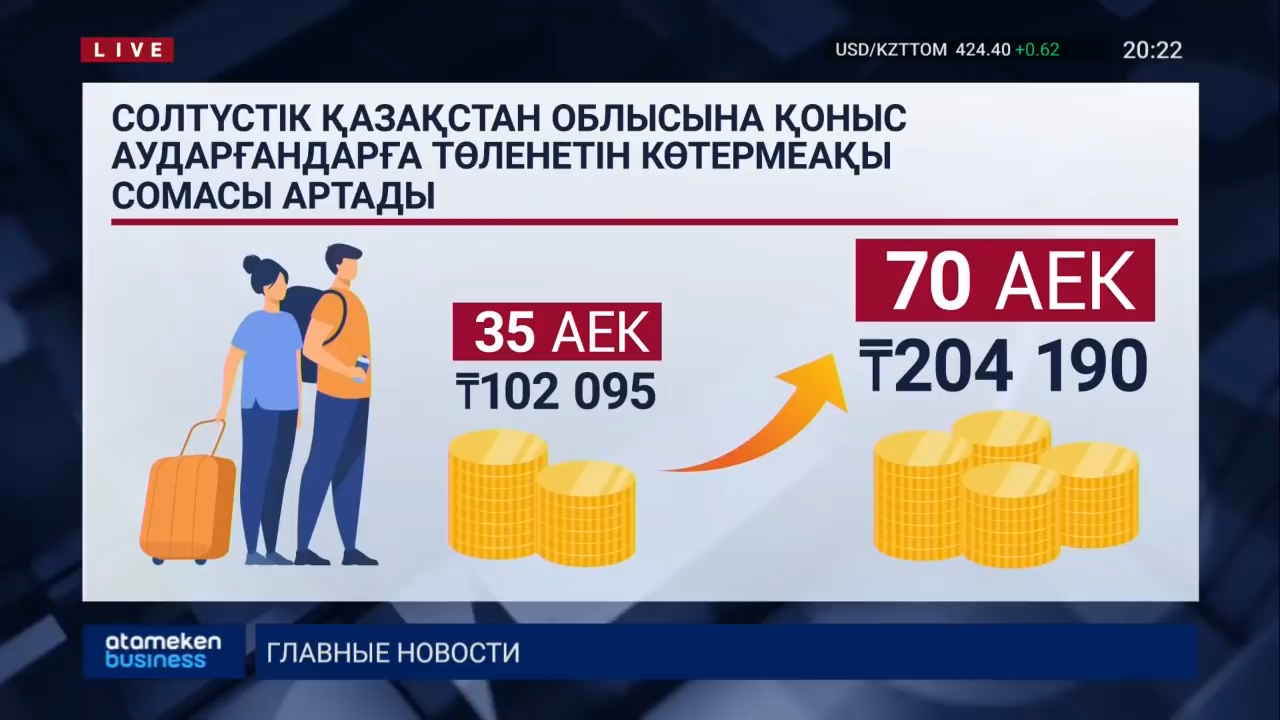 LIVE
USD/KZTTOM 424.40 +0.62
20:22
СОЛТҮСТІК ҚАЗАҚСТАН ОБЛЫСЫНА ҚОНЫС
АУДАРҒАНДАРҒА ТӨЛЕНЕТІН КӨТЕРМЕАҚЫ
СОМАСЫ АРТАДЫ
35 АЕК
₸102 095
70 АЕК
₸204 190
atameken
business
ГЛАВНЫЕ НОВОСТИ